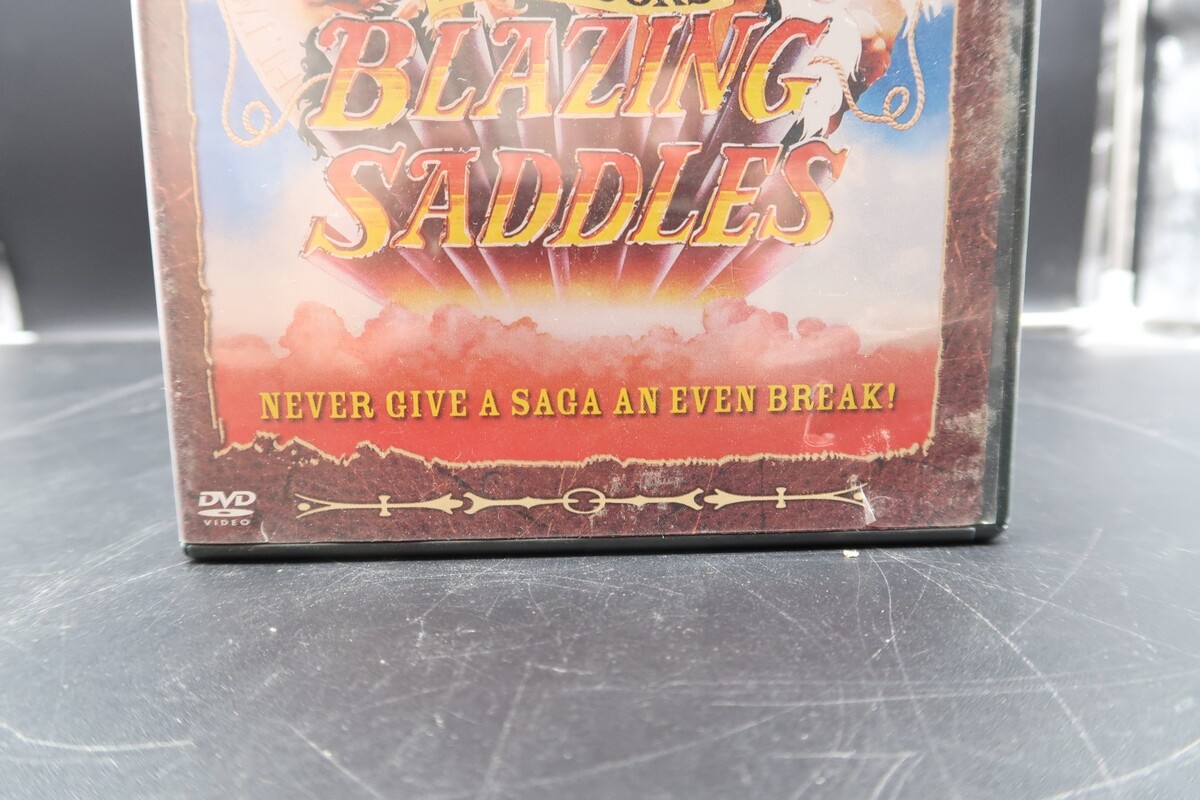 BLAZING
SADDLES
NEVER GIVE A SAGA AN EVEN BREAK!
DVD
VIDEO